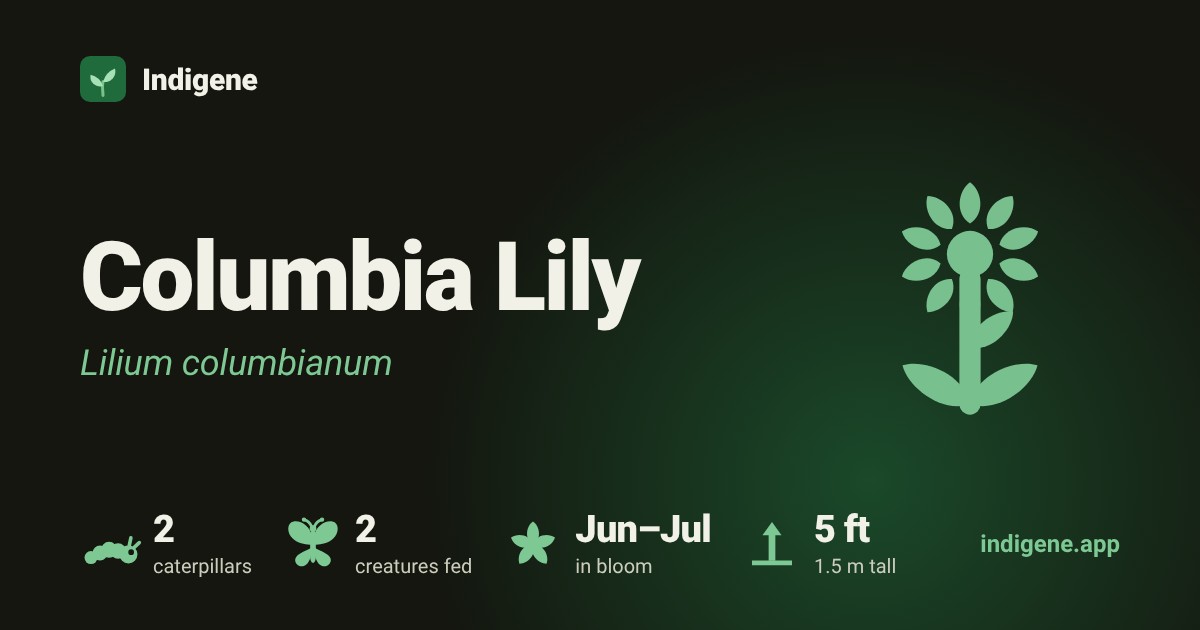 Indigene
Columbia Lily
Lilium columbianum
2
caterpillars
2
creatures fed
Jun–Jul
in bloom
5 ft
1.5 m tall
indigene.app